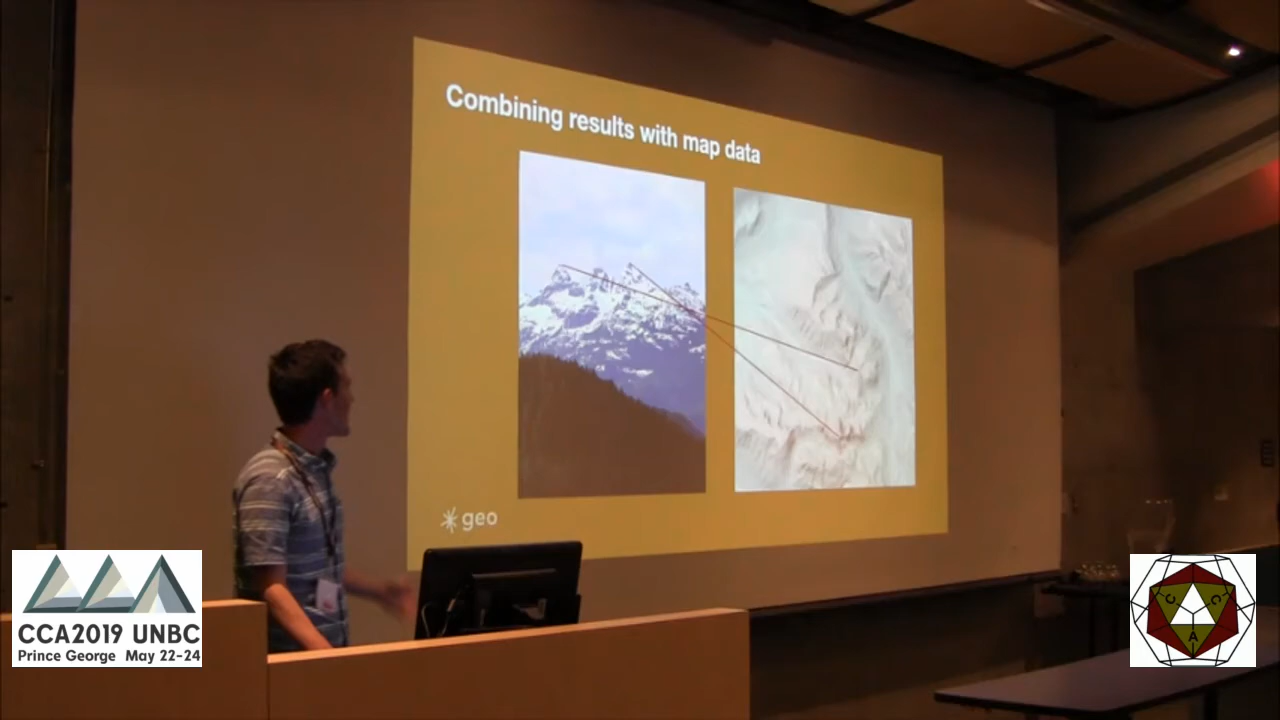 Combining results with map data
geo
CCA2019 UNBC
Prince George May 22-24
C C
A